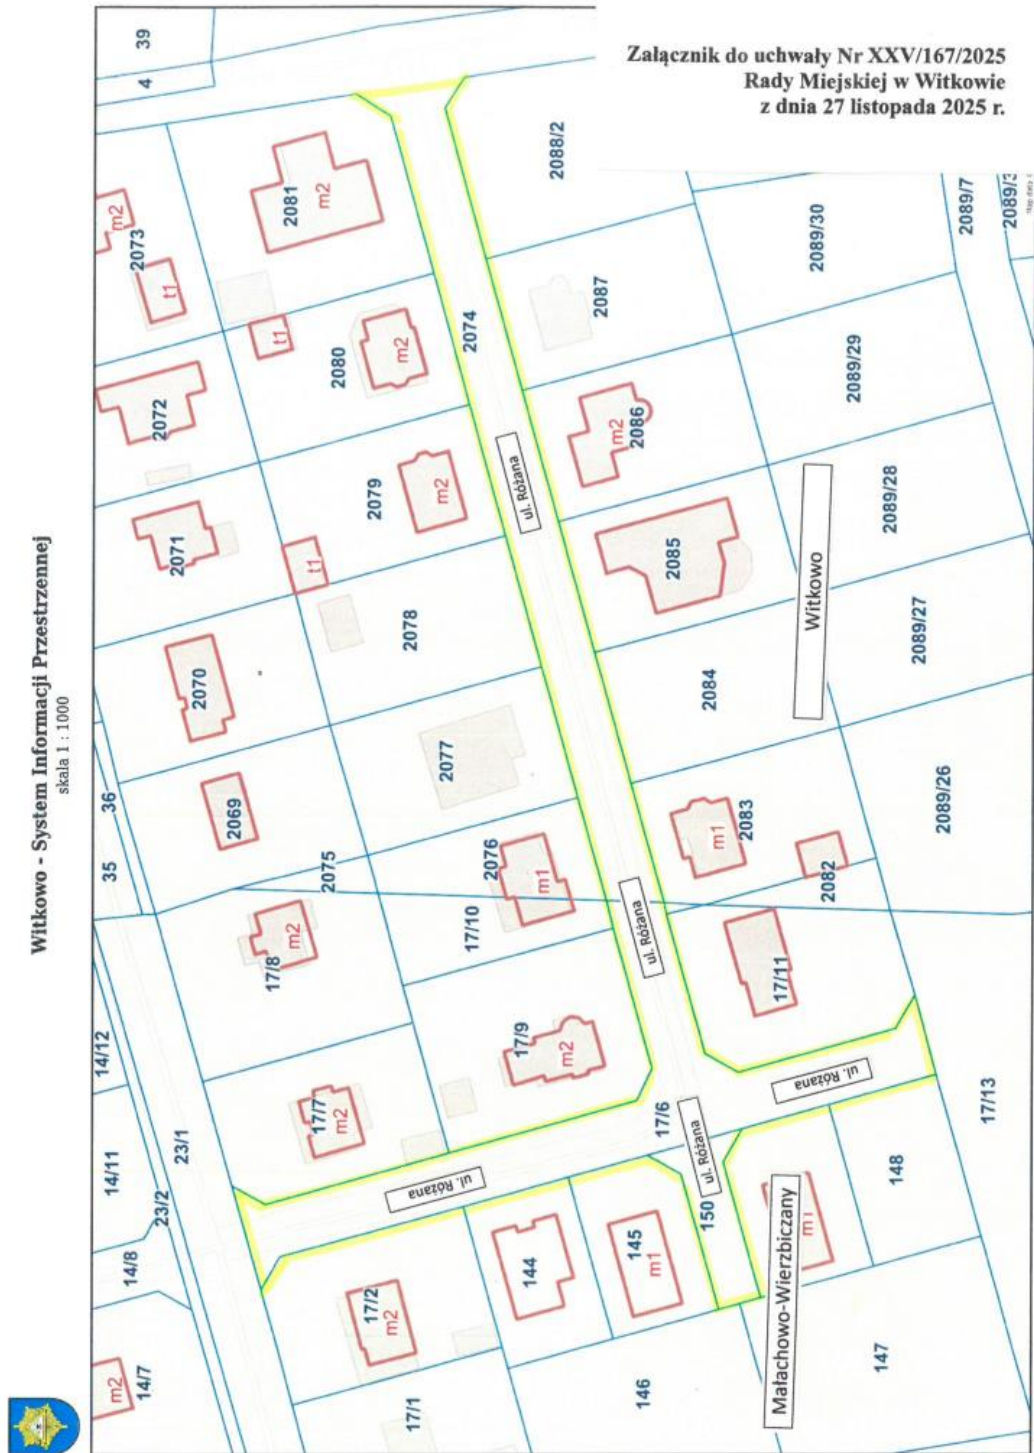 Załącznik do uchwały Nr XXV/167/2025
Rady Miejskiej w Witkowie
z dnia 27 listopada 2025 r.
Witkowo - System Informacji Przestrzennej
skala 1 : 1000
39
4
2088/2
2081
m2
m2
2073
t1
2089/30
2089/7
2087
t1
2080
m2
2074
2072
2089/29
m2
2086
2079
m2
ul. Różana
2071
t1
2085
2089/28
2078
Witkowo
2070
2084
2089/27
2077
36
2069
35
2075
2076
m1
m1
2083
2082
2089/26
17/10
17/8
m2
ul. Różana
17/11
14/12
17/9
m2
17/7
m2
17/6
ul. Różana
14/11
23/1
23/2
ul. Różana
ul. Różana
17/13
148
150
14/8
144
145
m1
m1
17/2
m2
Małachowo-Wierzbiczany
14/7
m2
17/1
146
147